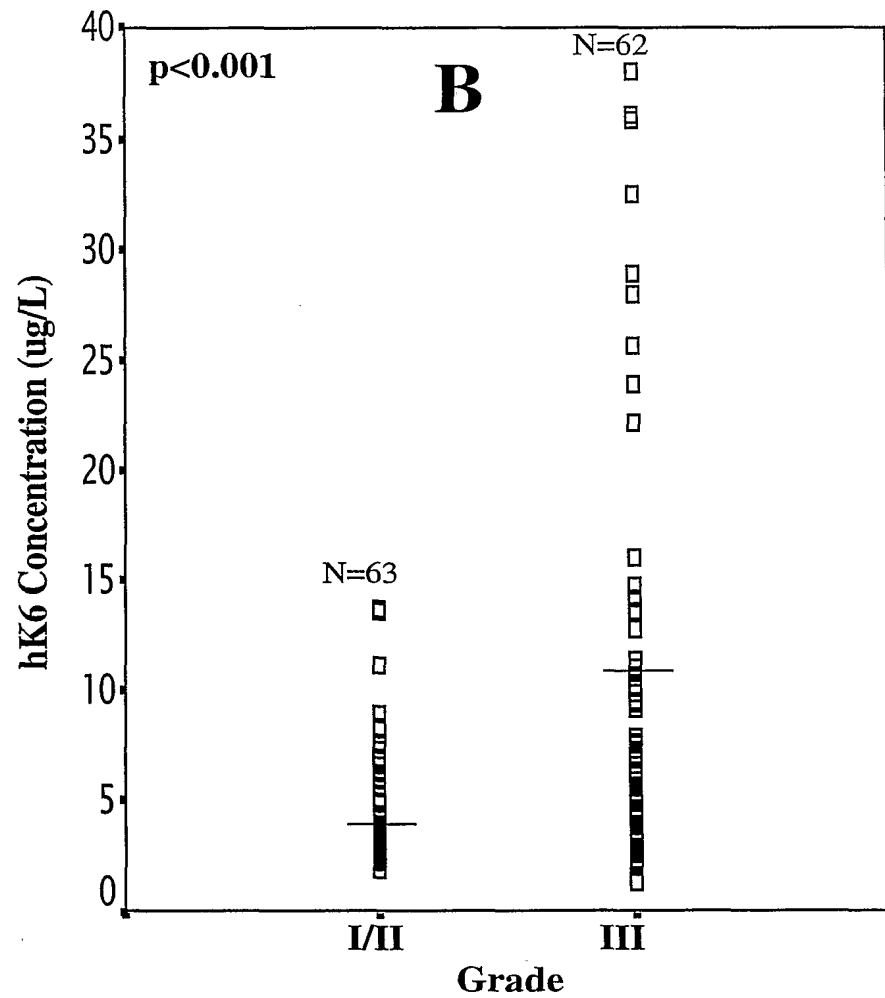 40
p<0.001
B
N=62
35
30
25
20
15
10
5
0
hK6 Concentration (ug/L)
N=63
I/II
III
Grade